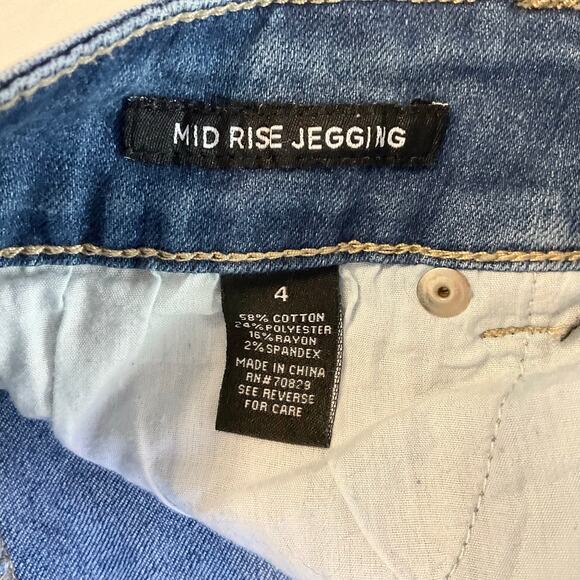 MID RISE JEGGING
4
58% COTTON
24% POLYESTER
16% RAYON
2% SPANDEX
MADE IN CHINA
RN# 70829
SEE REVERSE
FOR CARE